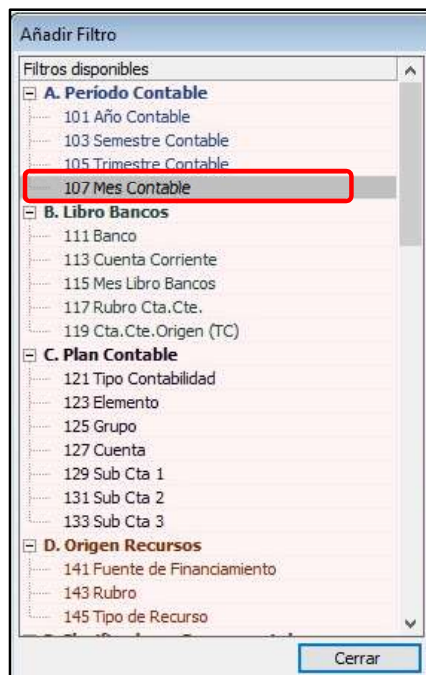 Añadir Filtro
Filtros disponibles
A. Período Contable
101 Año Contable
103 Semestre Contable
105 Trimestre Contable
107 Mes Contable
B. Libro Bancos
111 Banco
113 Cuenta Corriente
115 Mes Libro Bancos
117 Rubro Cta.Cte.
119 Cta.Cte.Origen (TC)
C. Plan Contable
121 Tipo Contabilidad
123 Elemento
125 Grupo
127 Cuenta
129 Sub Cta 1
131 Sub Cta 2
133 Sub Cta 3
D. Origen Recursos
141 Fuente de Financiamiento
143 Rubro
145 Tipo de Recurso
Cerrar